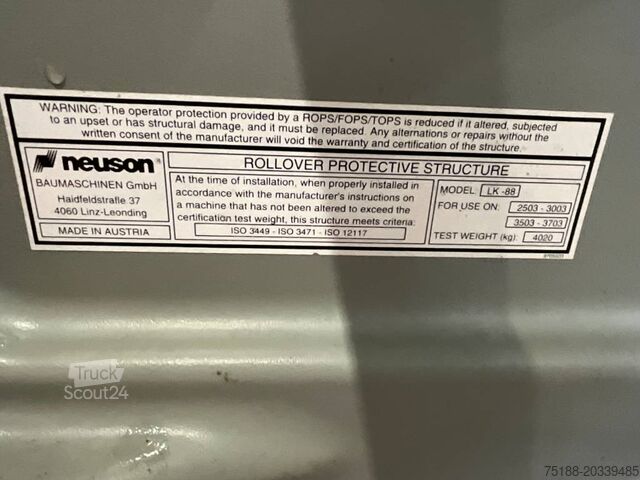 WARNING: The operator protection provided by a ROPS/FOPS/TOPS is reduced if it altered, subjected
to an upset or has structural damage, and it must be replaced. Any alternations or repairs without the
written consent of the manufacturer will void the warranty and certification of the structure.
neuson
BAUMASCHINEN GmbH
Haidfeldstraße 37
4060 Linz-Leonding
MADE IN AUSTRIA
ROLLOVER PROTECTIVE STRUCTURE
At the time of installation, when properly installed in
accordance with the manufacturer's instructions on
a machine that has not been altered to exceed the
certification test weight, this structure meets criteria:
ISO 3449 - ISO 3471 - ISO 12117
MODEL LK -88
FOR USE ON: 2503 - 3003
3503 - 3703
TEST WEIGHT (kg): 4020
Truck
Scout24
75188-20339485